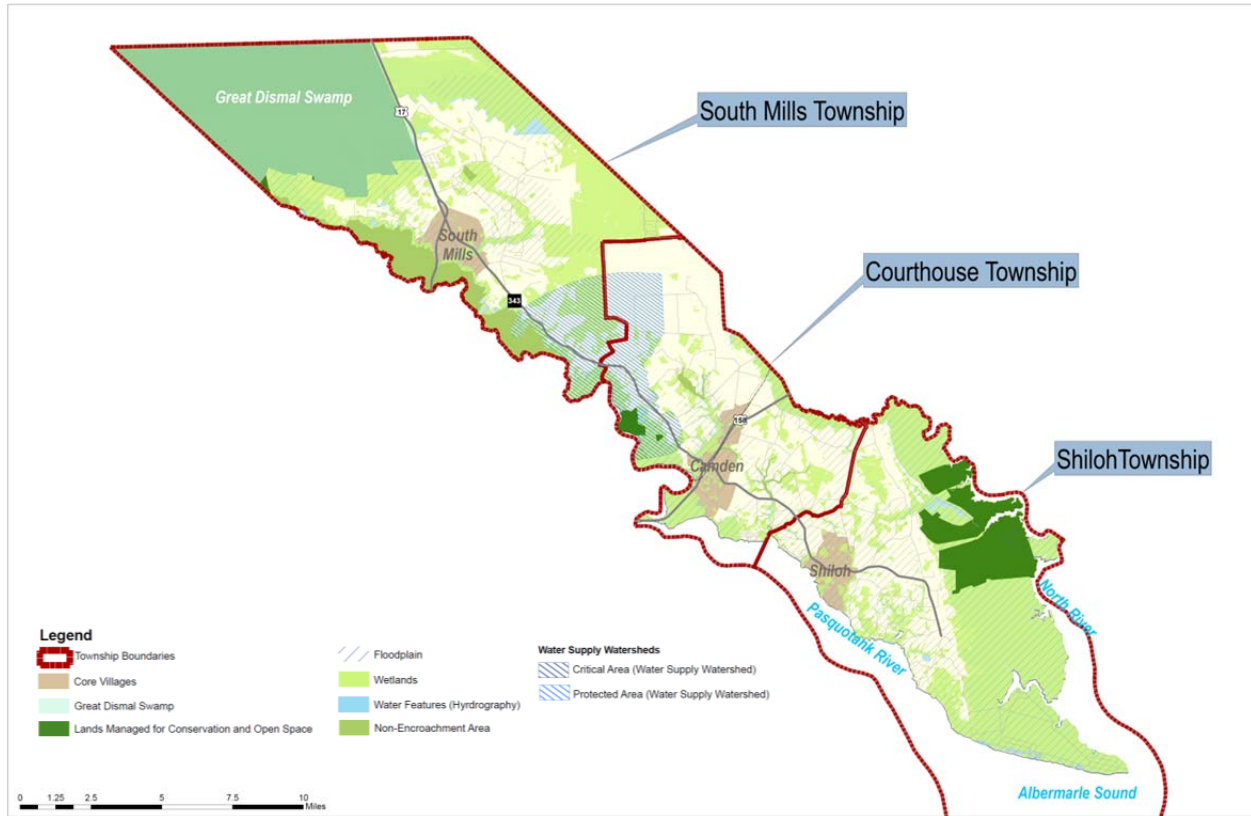 Great Dismal Swamp
17
South Mills Township
South
Mills
343
Courthouse Township
158
Camden
ShilohTownship
Shiloh
North River
Pasquotank River
Albermarle Sound
Legend
Township Boundaries
Core Villages
Great Dismal Swamp
Lands Managed for Conservation and Open Space
Floodplain
Wetlands
Water Features (Hyrdrography)
Non-Encroachment Area
Water Supply Watersheds
Critical Area (Water Supply Watershed)
Protected Area (Water Supply Watershed)
0 1.25 2.5 5 7.5 10
Miles